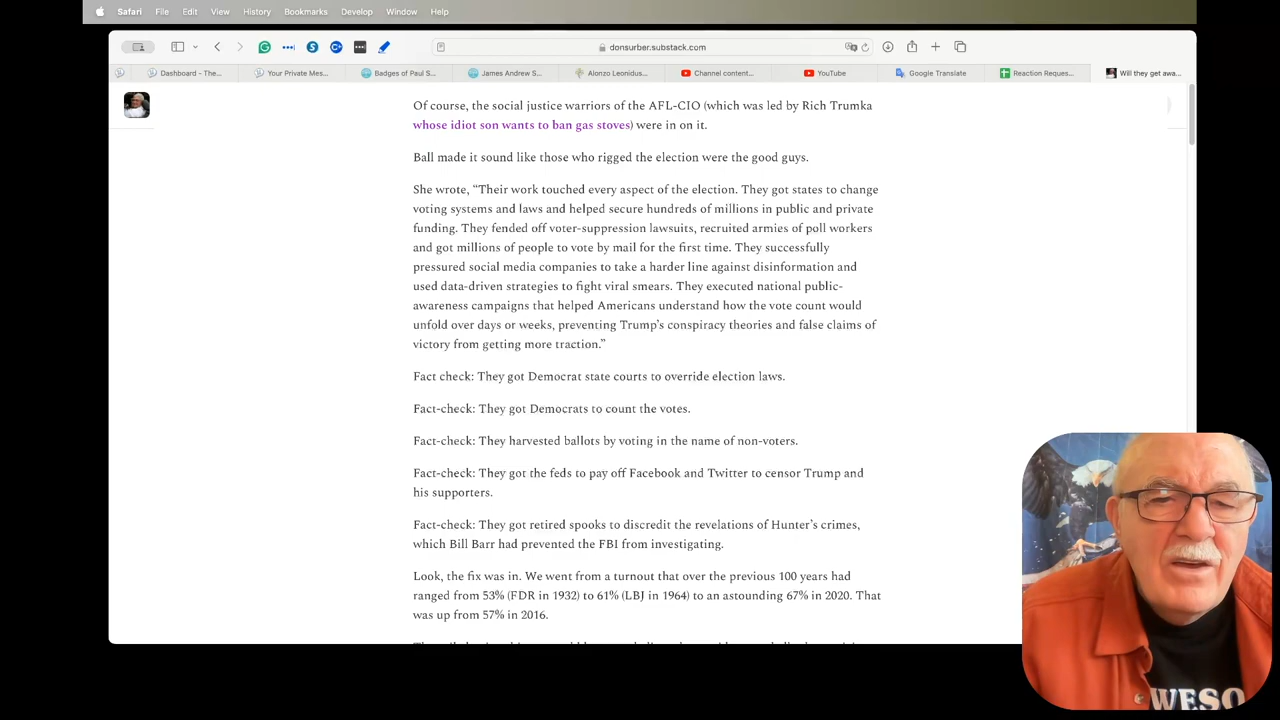 Safari File Edit View History Bookmarks Develop Window Help
donsurber.substack.com
Dashboard - The... Your Private Mes... Badges of Paul S... James Andrew S... Alonzo Leonidus... Channel content... YouTube Google Translate Reaction Reques... Will they get awa...
Of course, the social justice warriors of the AFL-CIO (which was led by Rich Trumka
whose idiot son wants to ban gas stoves) were in on it.
Ball made it sound like those who rigged the election were the good guys.
She wrote, “Their work touched every aspect of the election. They got states to change
voting systems and laws and helped secure hundreds of millions in public and private
funding. They fended off voter-suppression lawsuits, recruited armies of poll workers
and got millions of people to vote by mail for the first time. They successfully
pressured social media companies to take a harder line against disinformation and
used data-driven strategies to fight viral smears. They executed national public-
awareness campaigns that helped Americans understand how the vote count would
unfold over days or weeks, preventing Trump’s conspiracy theories and false claims of
victory from getting more traction.”
Fact check: They got Democrat state courts to override election laws.
Fact-check: They got Democrats to count the votes.
Fact-check: They harvested ballots by voting in the name of non-voters.
Fact-check: They got the feds to pay off Facebook and Twitter to censor Trump and
his supporters.
Fact-check: They got retired spooks to discredit the revelations of Hunter’s crimes,
which Bill Barr had prevented the FBI from investigating.
Look, the fix was in. We went from a turnout that over the previous 100 years had
ranged from 53% (FDR in 1932) to 61% (LBJ in 1964) to an astounding 67% in 2020. That
was up from 57% in 2016.
WESO